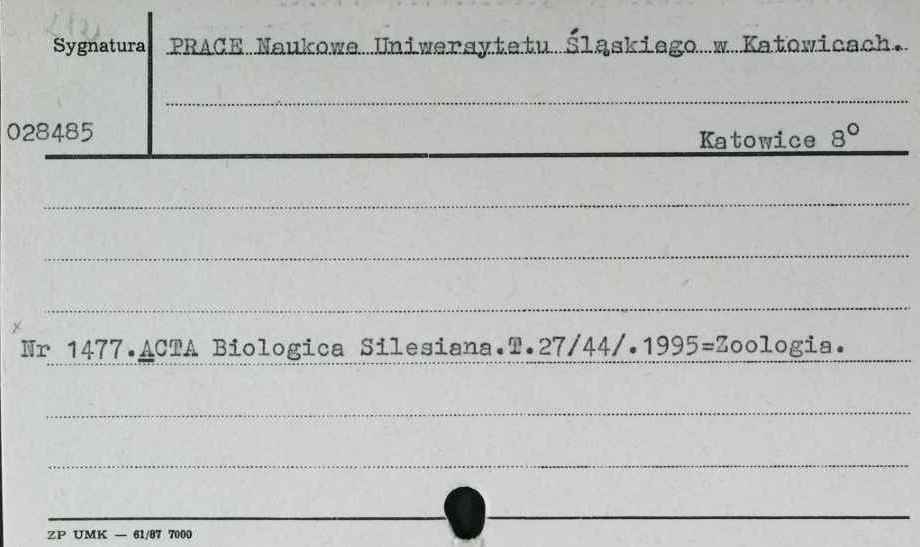 Sygnatura
PRACE Naukowe Uniwersytetu Śląskiego w Katowicach.
028485
Katowice 8°
x
Nr 1477.ACTA Biologica Silesiana.T.27/44/.1995=Zoologia.
ZP UMK — 61/87 7000